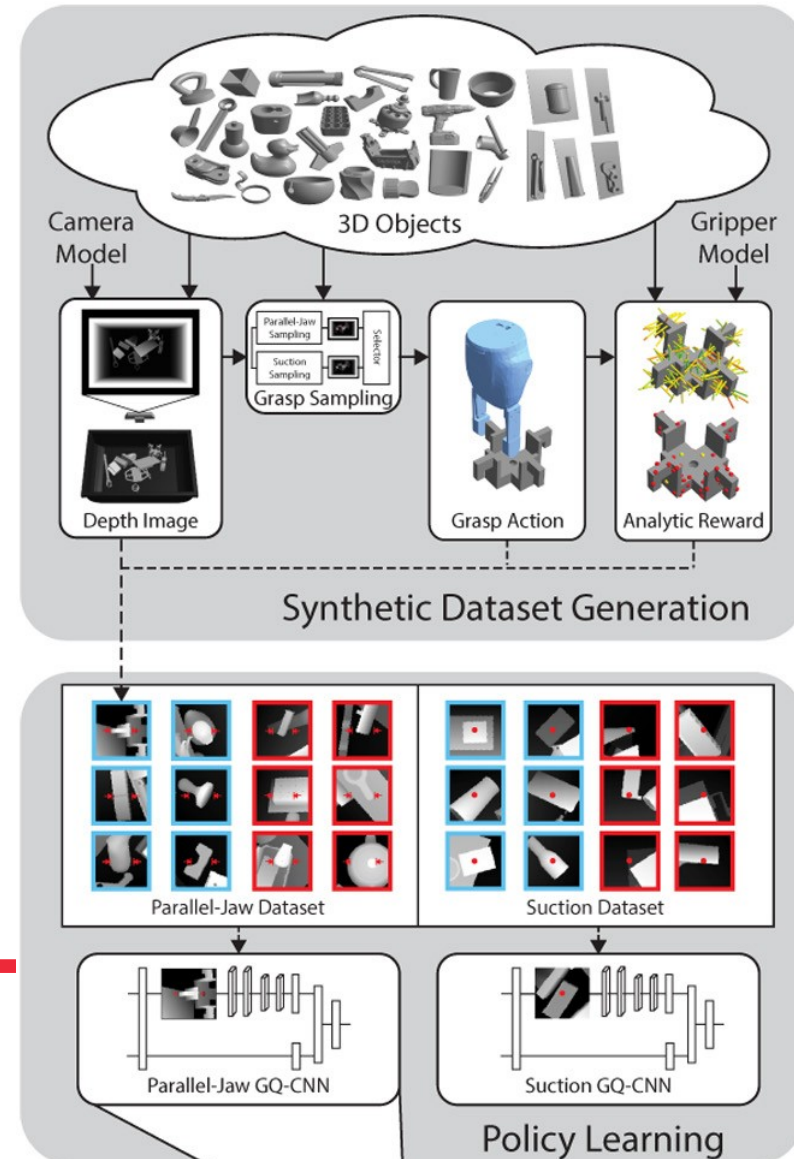 3D Objects
Camera
Model
Gripper
Model
Parallel-Jaw
Sampling
Suction
Sampling
Selector
Grasp Sampling
Depth Image
Grasp Action
Analytic Reward
Synthetic Dataset Generation
Parallel-Jaw Dataset
Suction Dataset
Parallel-Jaw GQ-CNN
Suction GQ-CNN
Policy Learning